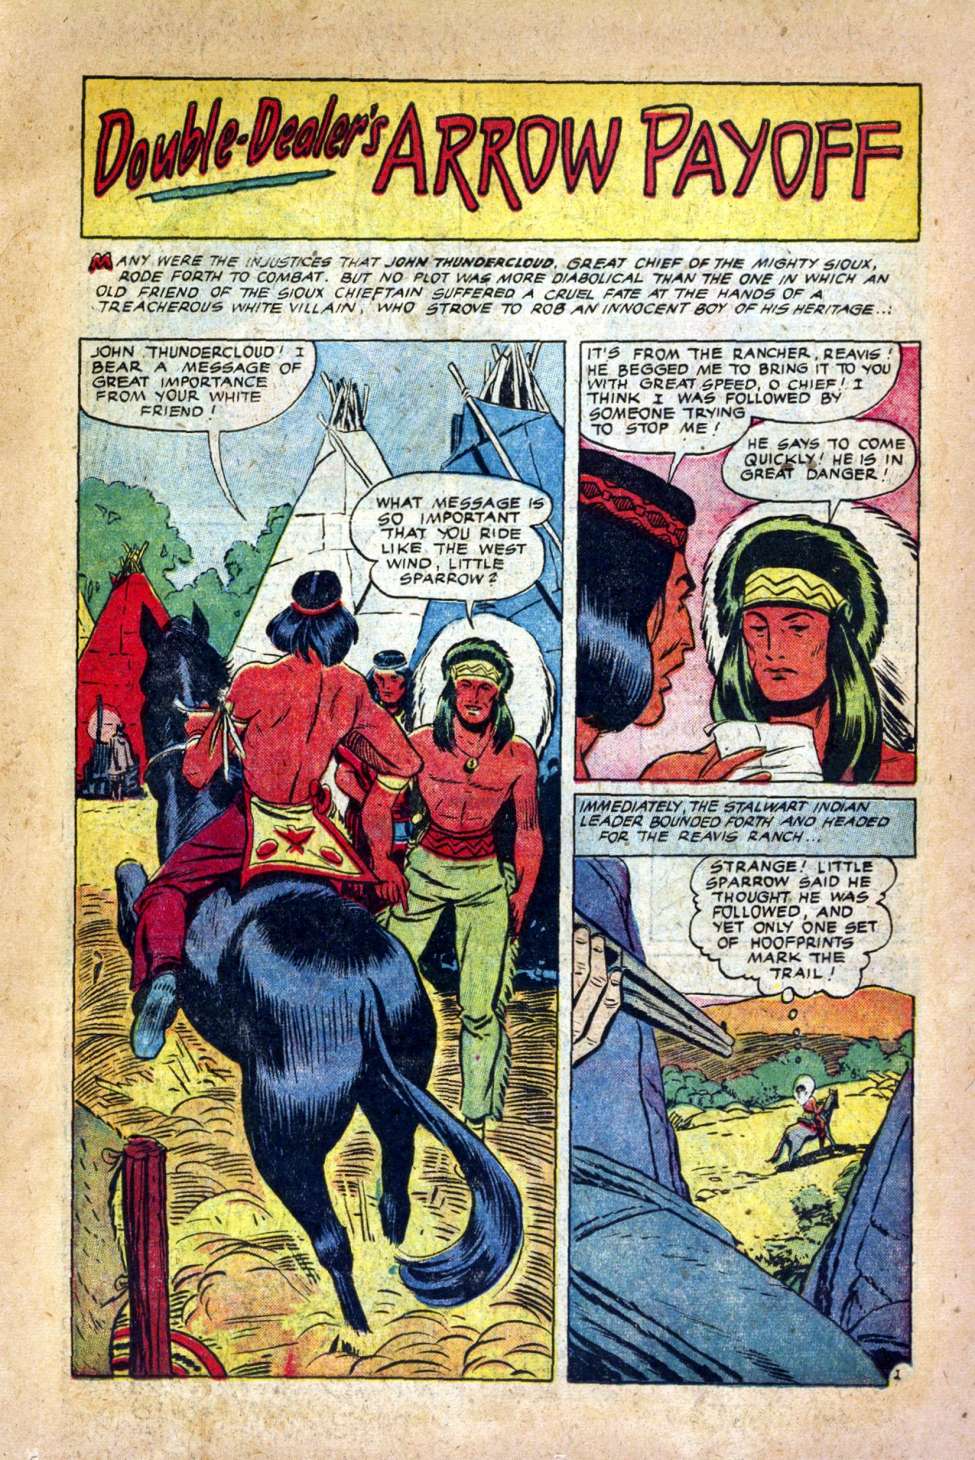 Double-Dealer's ARROW PAYOFF
MANY WERE THE INJUSTICES THAT JOHN THUNDERCLOUD, GREAT CHIEF OF THE MIGHTY SIOUX,
RODE FORTH TO COMBAT. BUT NO PLOT WAS MORE DIABOLICAL THAN THE ONE IN WHICH AN
OLD FRIEND OF THE SIOUX CHIEFTAIN SUFFERED A CRUEL FATE AT THE HANDS OF A
TREACHEROUS WHITE VILLAIN, WHO STROVE TO ROB AN INNOCENT BOY OF HIS HERITAGE...
JOHN THUNDERCLOUD! I
BEAR A MESSAGE OF
GREAT IMPORTANCE
FROM YOUR WHITE
FRIEND!
WHAT MESSAGE IS
SO IMPORTANT
THAT YOU RIDE
LIKE THE WEST
WIND, LITTLE
SPARROW?
IT'S FROM THE RANCHER, REAVIS!
HE BEGGED ME TO BRING IT TO YOU
WITH GREAT SPEED, O CHIEF! I
THINK I WAS FOLLOWED BY
SOMEONE TRYING
TO STOP ME!
HE SAYS TO COME
QUICKLY! HE IS IN
GREAT DANGER!
IMMEDIATELY, THE STALWART INDIAN
LEADER BOUNDED FORTH AND HEADED
FOR THE REAVIS RANCH...
STRANGE! LITTLE
SPARROW SAID HE
THOUGHT HE WAS
FOLLOWED, AND
YET ONLY ONE SET
OF HOOFPRINTS
MARK THE
TRAIL!
1